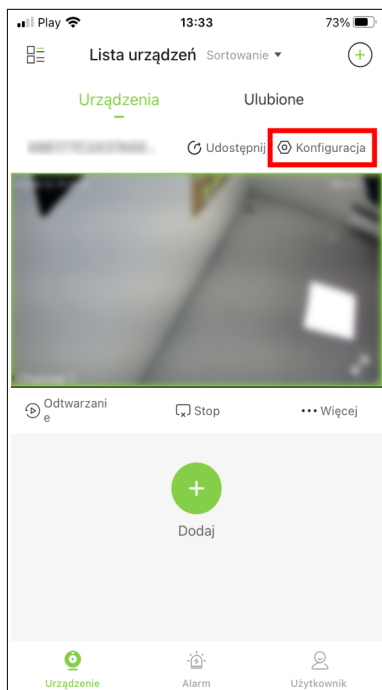 Play 13:33 73%
Lista urządzeń Sortowanie
Urządzenia Ulubione
Udostępnij Konfiguracja
Odtwarzani
e
Stop Więcej
Dodaj
Urządzenie Alarm Użytkownik